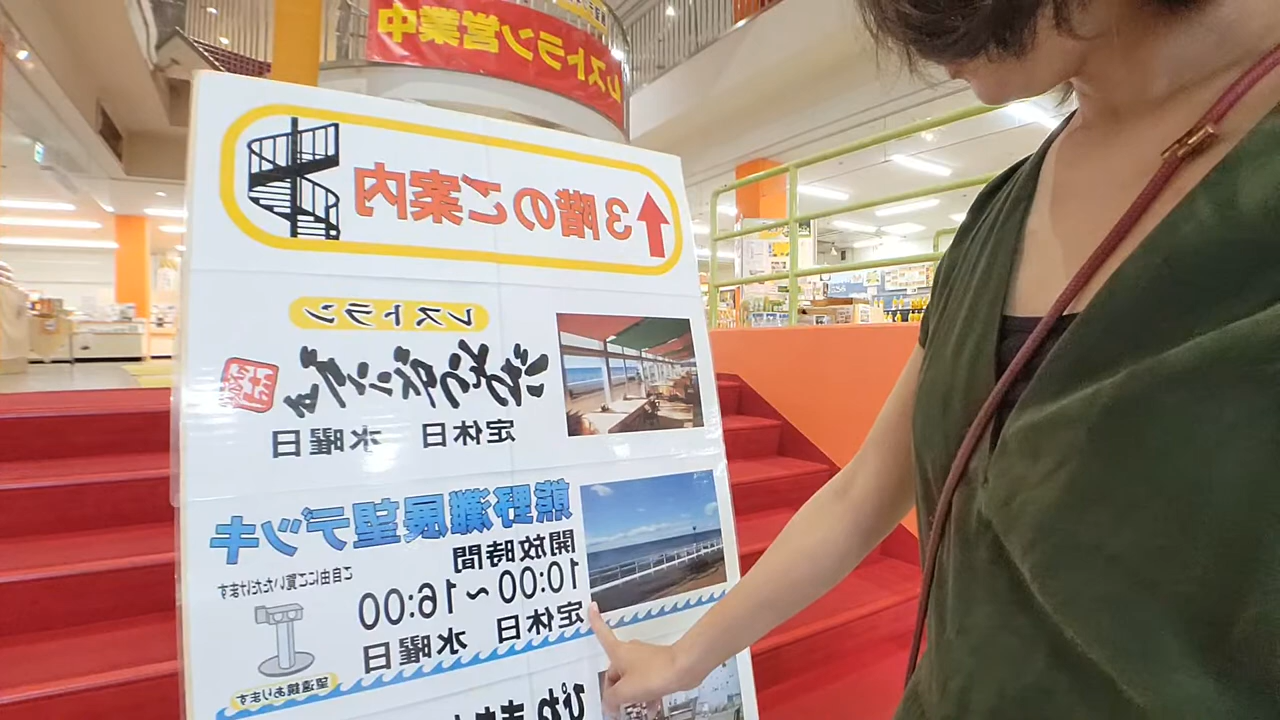 レストラン営業中
3階のご案内
レストラン
定休日 水曜日
熊野灘展望デッキ
開放時間
10:00～16:00
ご自由にご覧いただけます
定休日 水曜日
望遠鏡あります